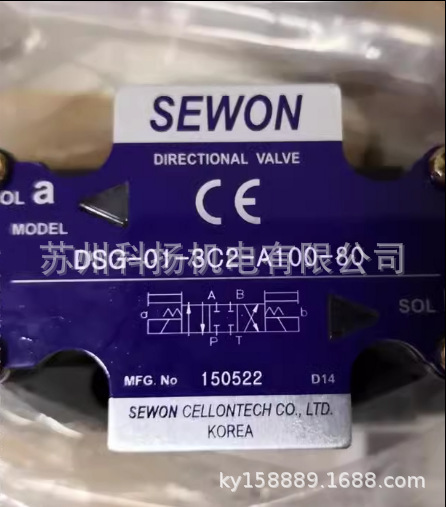 SEWON
DIRECTIONAL VALVE
CE
OL a
MODEL
DSG-01-3C2-A100-80
苏州科扬机电有限公司
SOL
A B
a b
P T
MFG. No 150522 D14
SEWON CELLONTECH CO., LTD.
KOREA
ky158889.1688.com